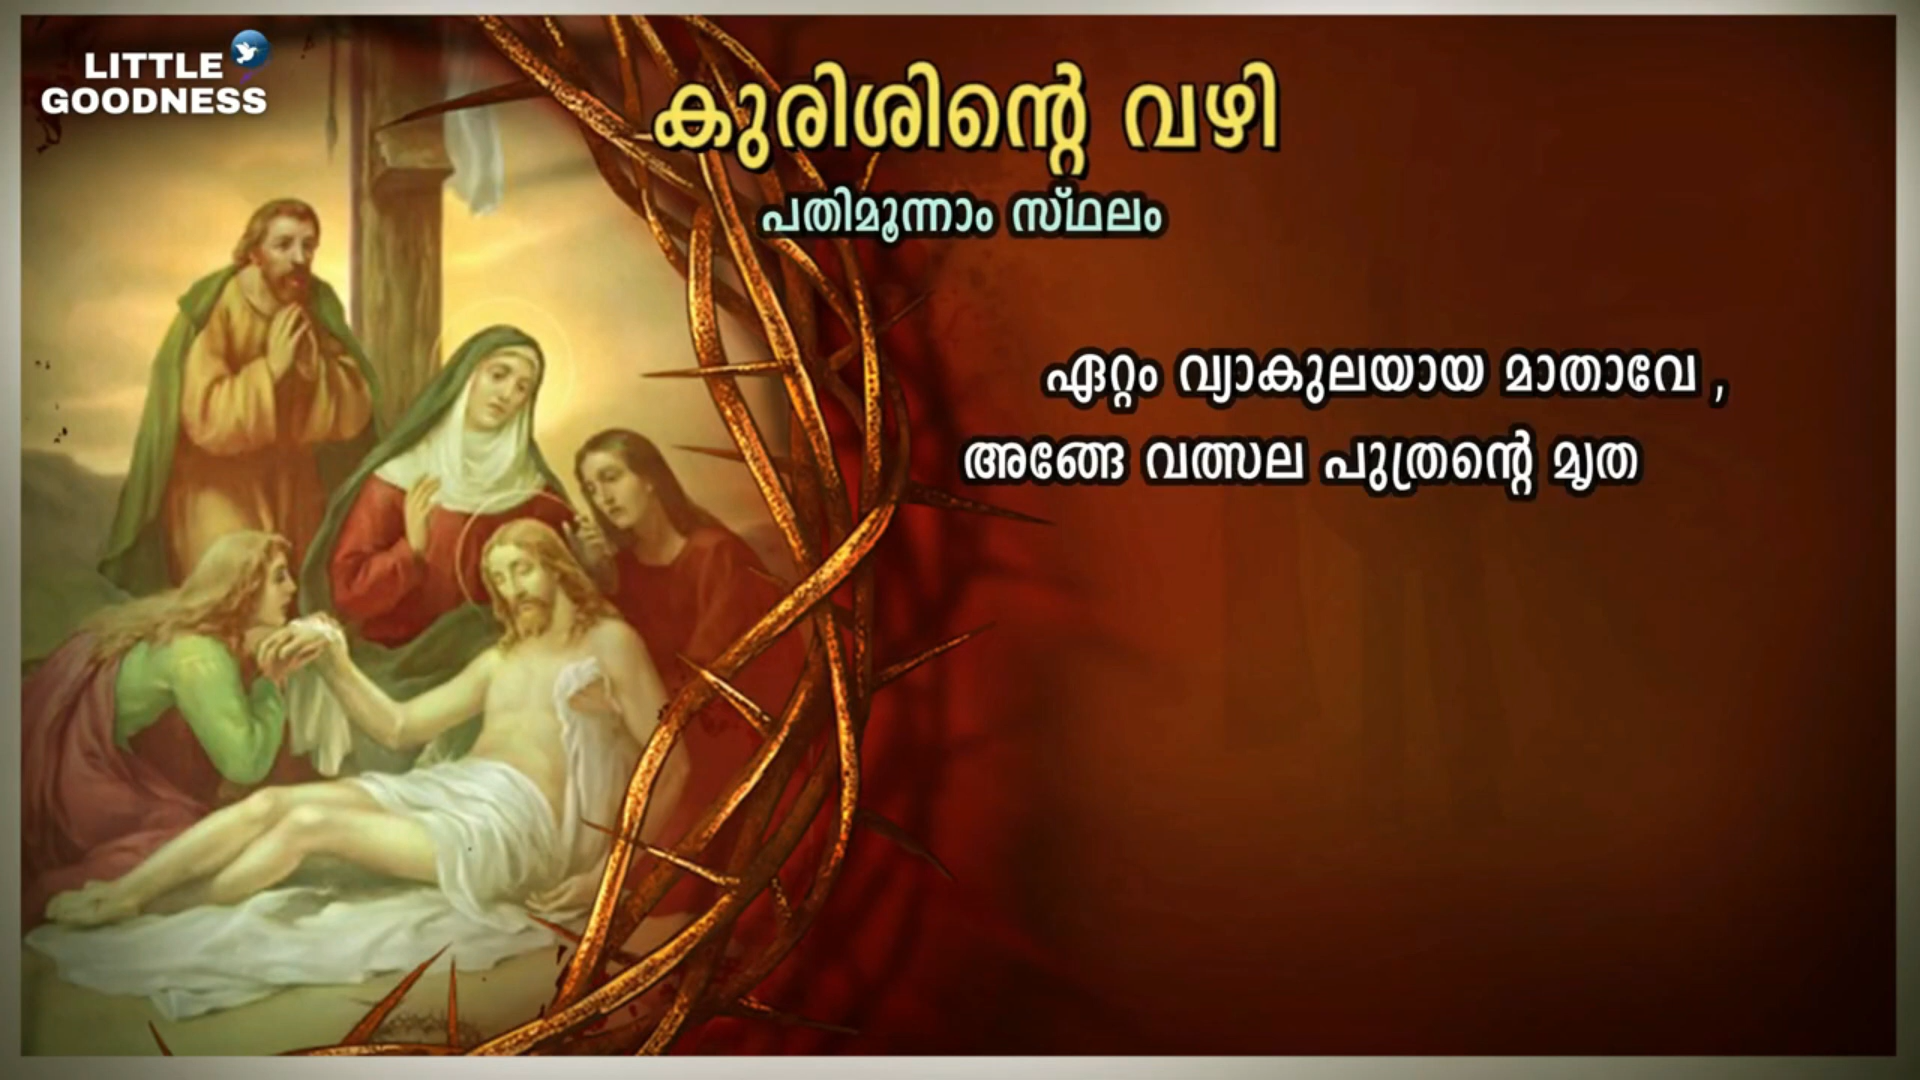 LITTLE
GOODNESS
കുരിശിന്റെ വഴി
പതിമൂന്നാം സ്ഥലം
ഏറ്റം വ്യാകുലയായ മാതാവേ ,
അങ്ങേ വത്സല പുത്രന്റെ മൃത